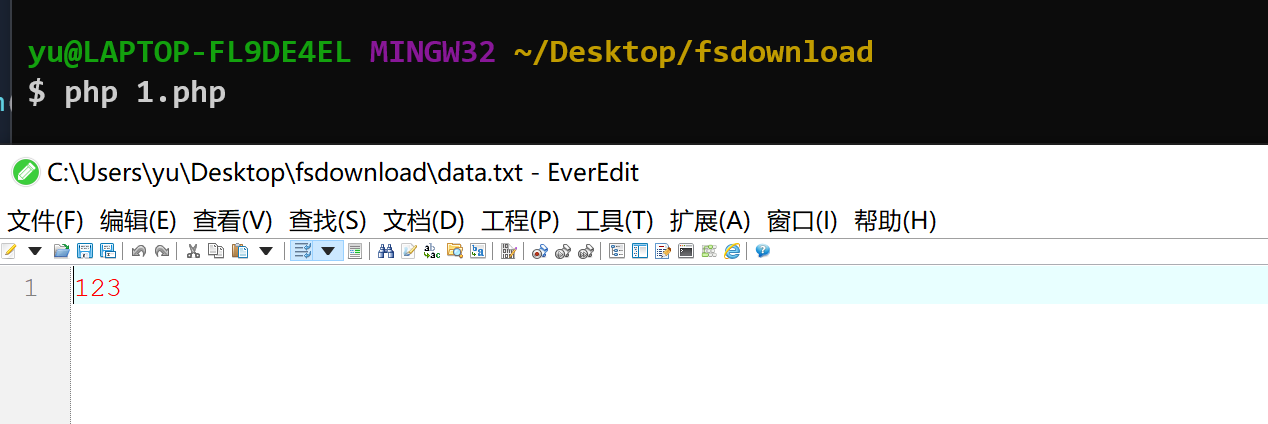 yu@LAPTOP-FL9DE4EL MINGW32 ~/Desktop/fsdownload
$ php 1.php
C:\Users\yu\Desktop\fsdownload\data.txt - EverEdit
文件(F) 编辑(E) 查看(V) 查找(S) 文档(D) 工程(P) 工具(T) 扩展(A) 窗口(I) 帮助(H)
1 123